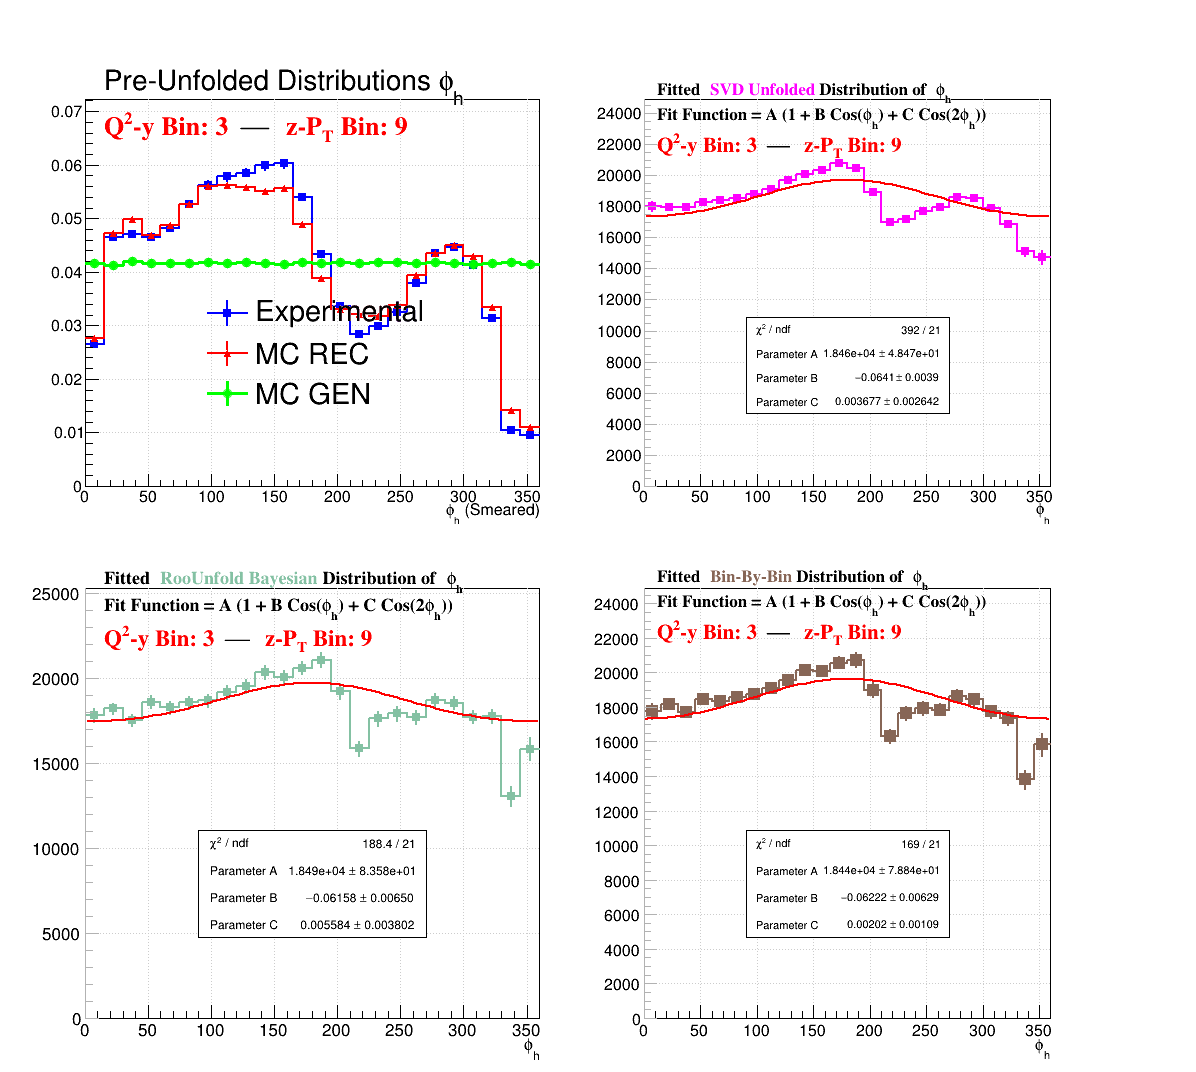 Pre-Unfolded Distributions ϕh
Q²-y Bin: 3 — z-PT Bin: 9
0.07
0.06
0.05
0.04
0.03
0.02
0.01
0
Experimental
MC REC
MC GEN
0 50 100 150 200 250 300 350
ϕh (Smeared)
Fitted SVD Unfolded Distribution of ϕh
Fit Function = A (1 + B Cos(ϕh) + C Cos(2ϕh))
Q²-y Bin: 3 — z-PT Bin: 9
24000
22000
20000
18000
16000
14000
12000
10000
8000
6000
4000
2000
0
χ² / ndf 392 / 21
Parameter A 1.846e+04 ± 4.847e+01
Parameter B −0.0641 ± 0.0039
Parameter C 0.003677 ± 0.002642
0 50 100 150 200 250 300 350
ϕh
Fitted RooUnfold Bayesian Distribution of ϕh
Fit Function = A (1 + B Cos(ϕh) + C Cos(2ϕh))
Q²-y Bin: 3 — z-PT Bin: 9
25000
20000
15000
10000
5000
0
χ² / ndf 188.4 / 21
Parameter A 1.849e+04 ± 8.358e+01
Parameter B −0.06158 ± 0.00650
Parameter C 0.005584 ± 0.003802
0 50 100 150 200 250 300 350
ϕh
Fitted Bin-By-Bin Distribution of ϕh
Fit Function = A (1 + B Cos(ϕh) + C Cos(2ϕh))
Q²-y Bin: 3 — z-PT Bin: 9
24000
22000
20000
18000
16000
14000
12000
10000
8000
6000
4000
2000
0
χ² / ndf 169 / 21
Parameter A 1.844e+04 ± 7.884e+01
Parameter B −0.06222 ± 0.00629
Parameter C 0.00202 ± 0.00109
0 50 100 150 200 250 300 350
ϕh